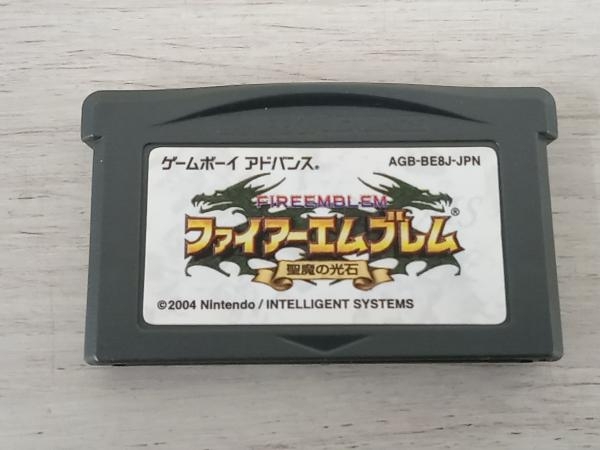 ゲームボーイ アドバンス®
AGB-BE8J-JPN
FIREEMBLEM
ファイアーエムブレム®
聖魔の光石
©2004 Nintendo / INTELLIGENT SYSTEMS